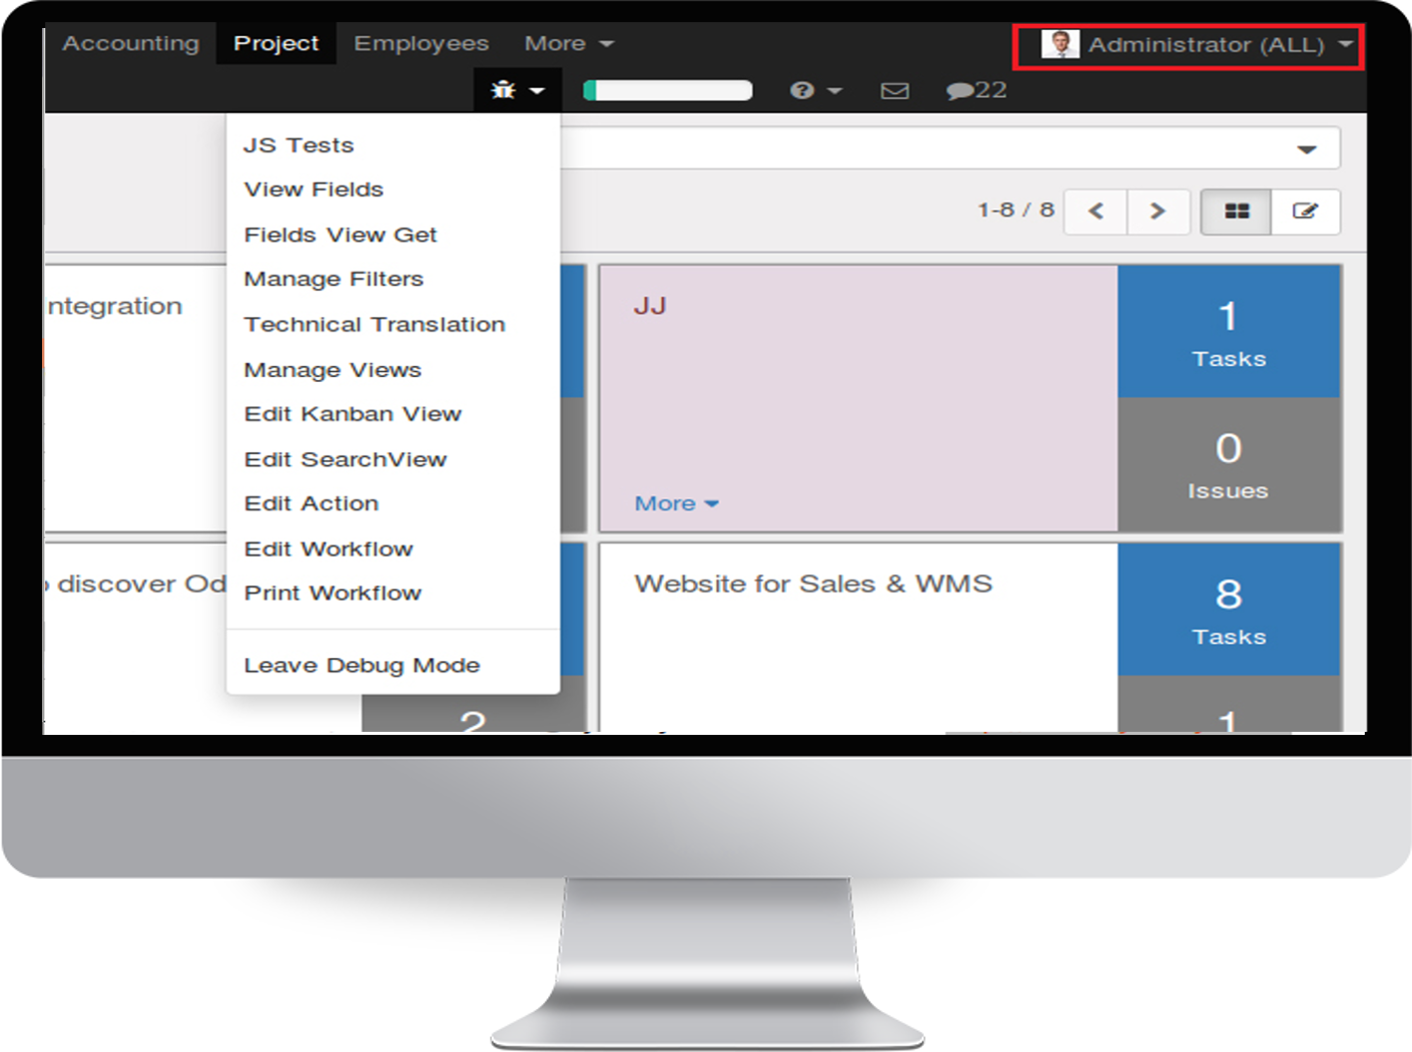 Accounting Project Employees More Administrator (ALL)
22
JS Tests
View Fields
Fields View Get
Manage Filters
Technical Translation
Manage Views
Edit Kanban View
Edit SearchView
Edit Action
Edit Workflow
Print Workflow
Leave Debug Mode
1-8 / 8
ntegration
JJ
1
Tasks
0
Issues
More
discover Od
Website for Sales & WMS
8
Tasks
2
1